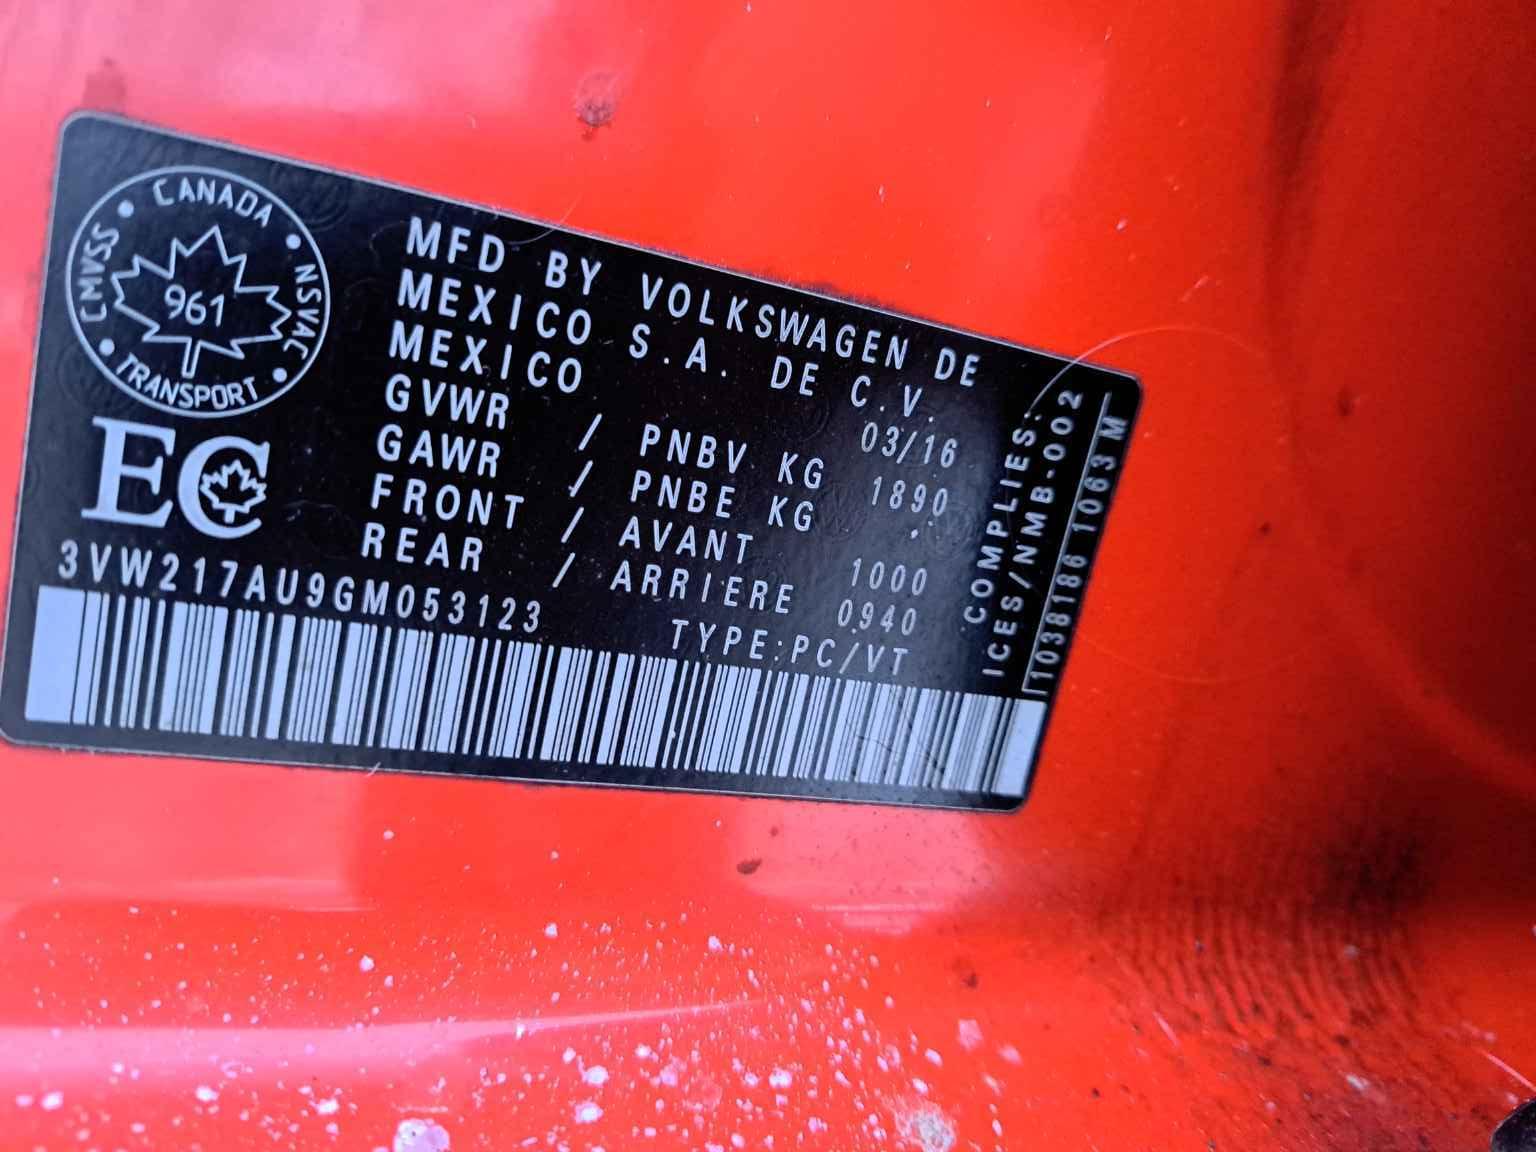 CANADA
CMVSS
NSVAC
961
TRANSPORT
EC
MFD BY VOLKSWAGEN DE
MEXICO S.A. DE C.V.
MEXICO 03/16
GVWR / PNBV KG 1890
GAWR / PNBE KG :
FRONT / AVANT 1000
REAR / ARRIERE 0940
3VW217AU9GM053123
TYPE:PC/VT
COMPLIES:
ICES/NMB-002
1038186 1063 M